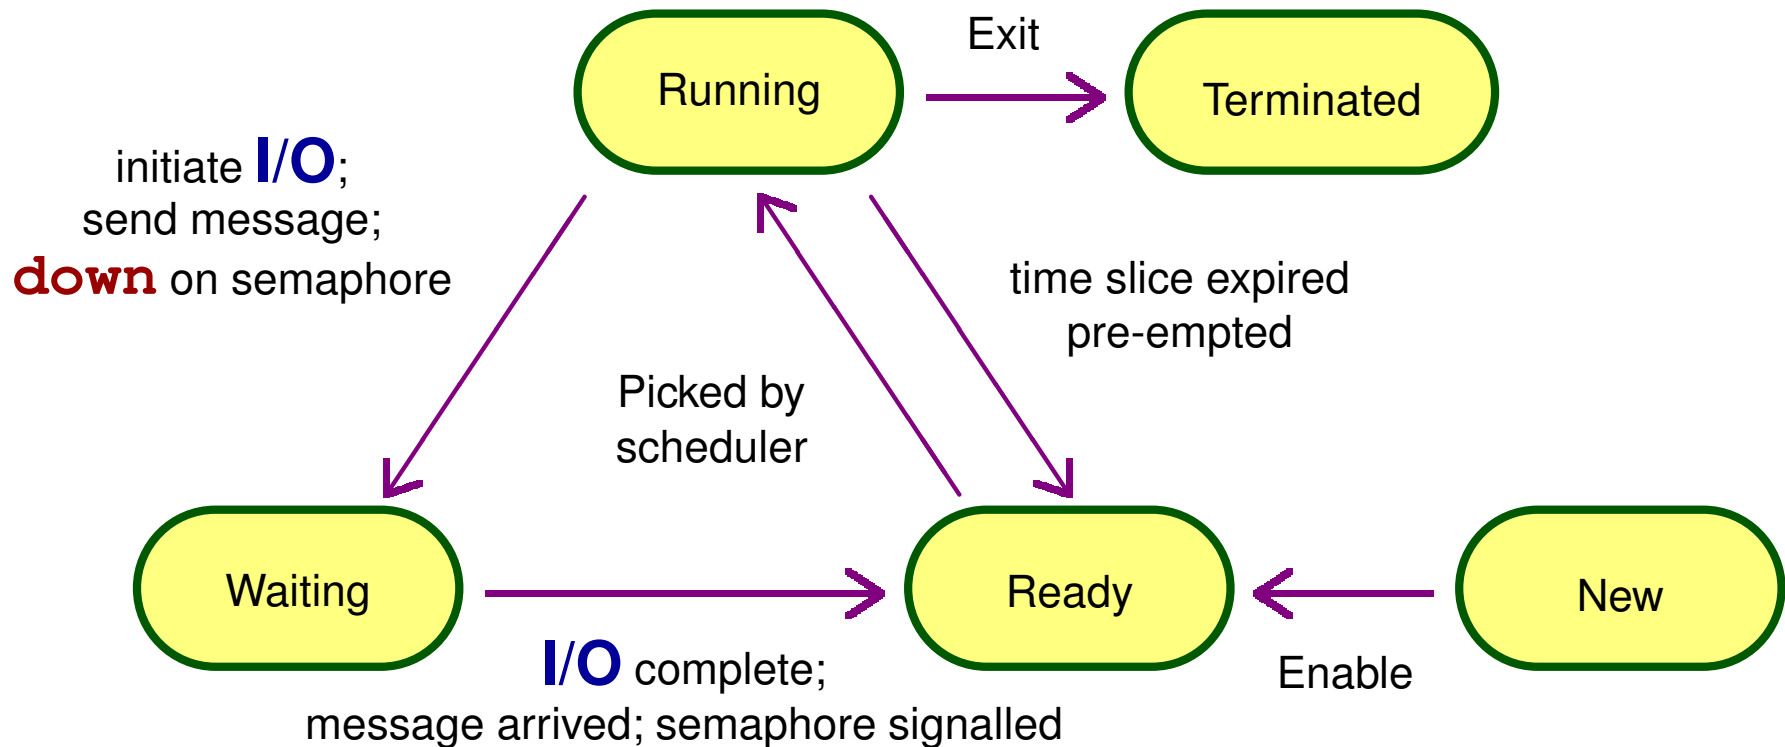 Exit
Running
Terminated
initiate I/O;
send message;
down on semaphore
time slice expired
pre-empted
Picked by
scheduler
Waiting
Ready
New
I/O complete;
message arrived; semaphore signalled
Enable